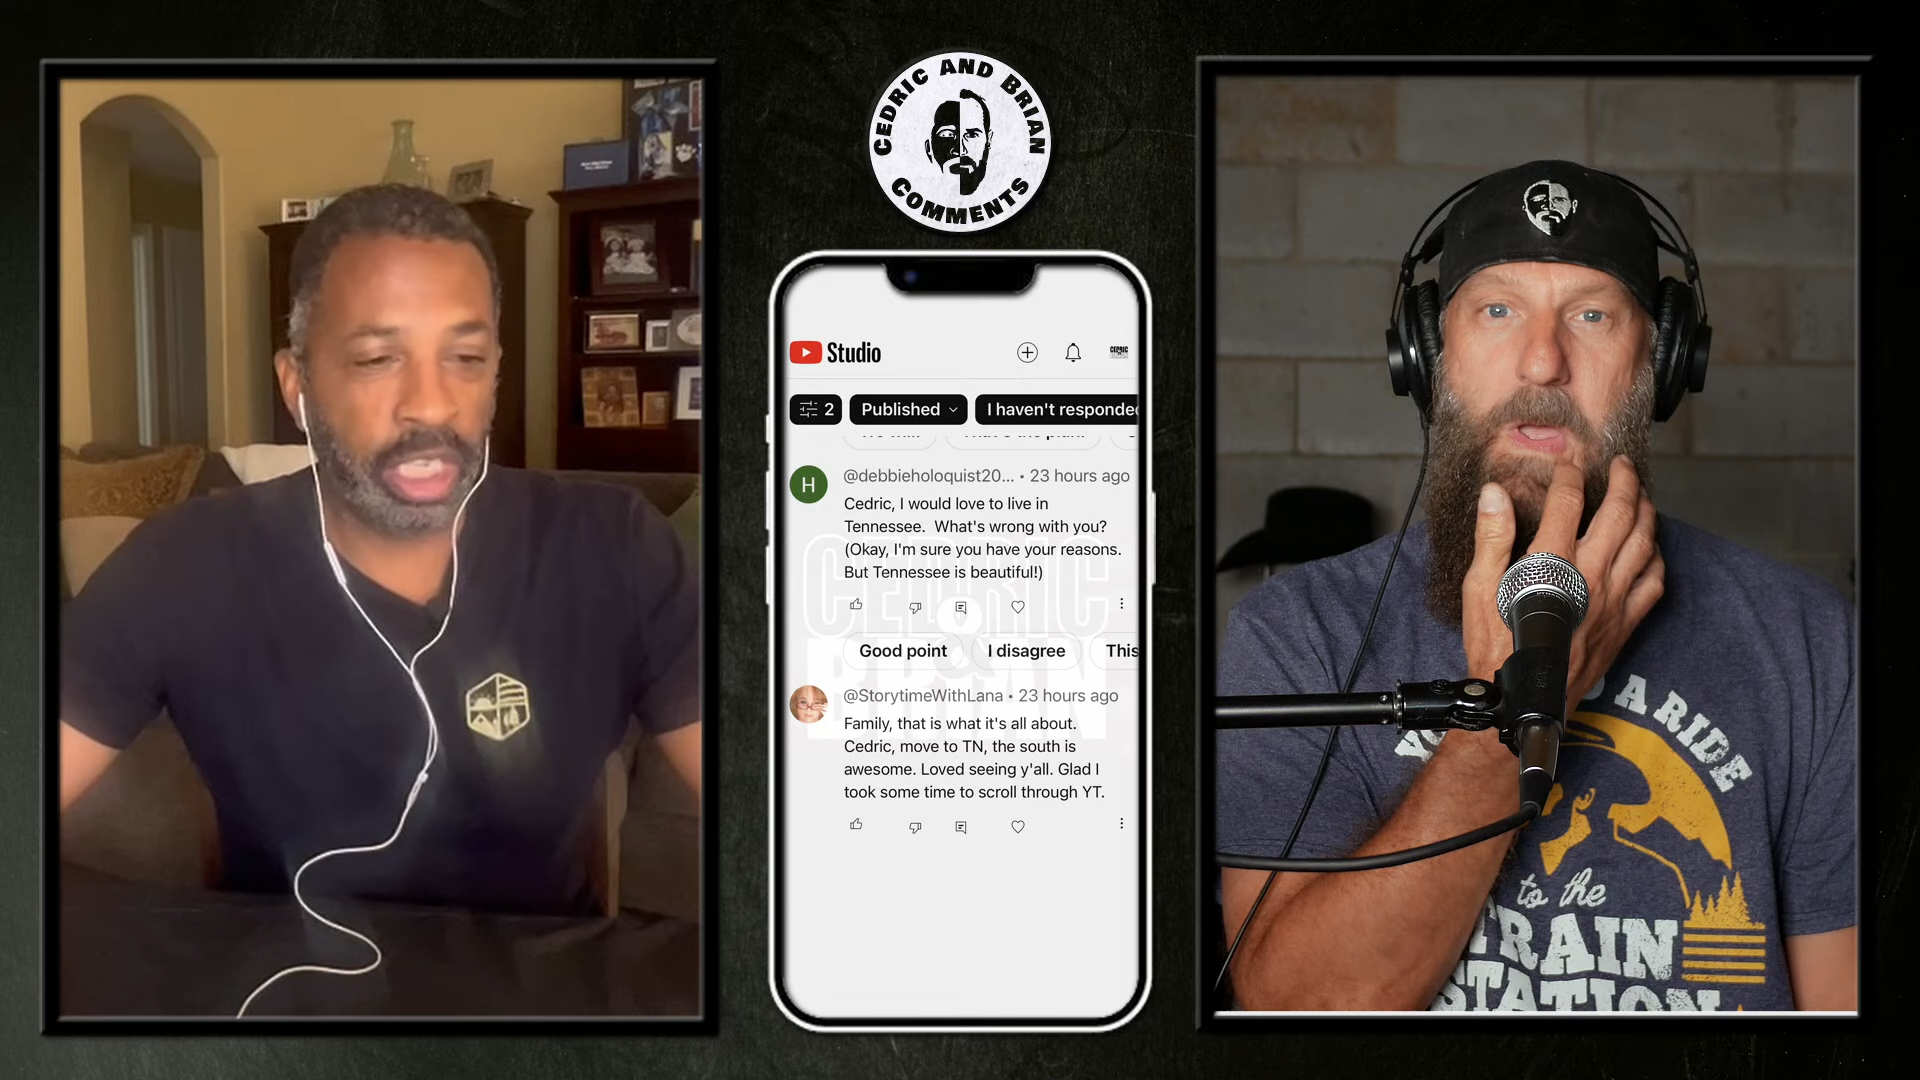 CEDRIC AND BRIAN
COMMENTS
Studio
2
Published
I haven't responded
@debbieholoquist20... • 23 hours ago
H
Cedric, I would love to live in
Tennessee. What's wrong with you?
(Okay, I'm sure you have your reasons.
But Tennessee is beautiful!)
Good point
I disagree
This
@StorytimeWithLana • 23 hours ago
Family, that is what it's all about.
Cedric, move to TN, the south is
awesome. Loved seeing y'all. Glad I
took some time to scroll through YT.
CEDRIC
&
BRIAN
A RIDE
to the
TRAIN
STATION